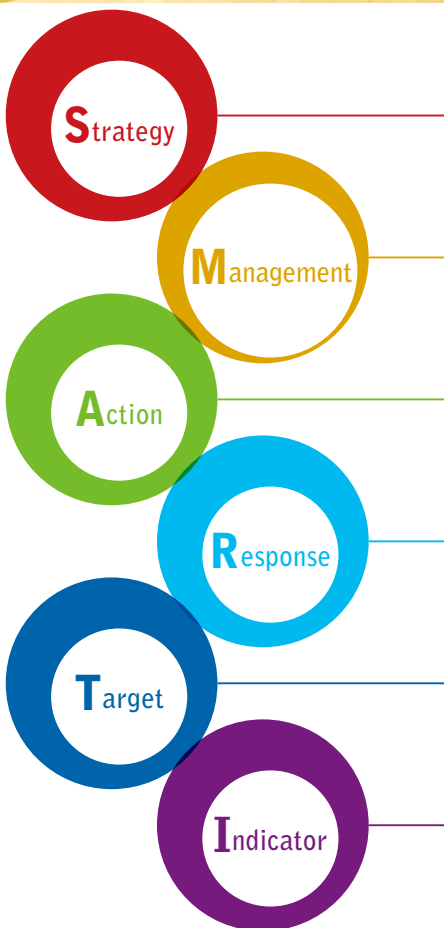 Strategy
Management
Action
Response
Target
Indicator